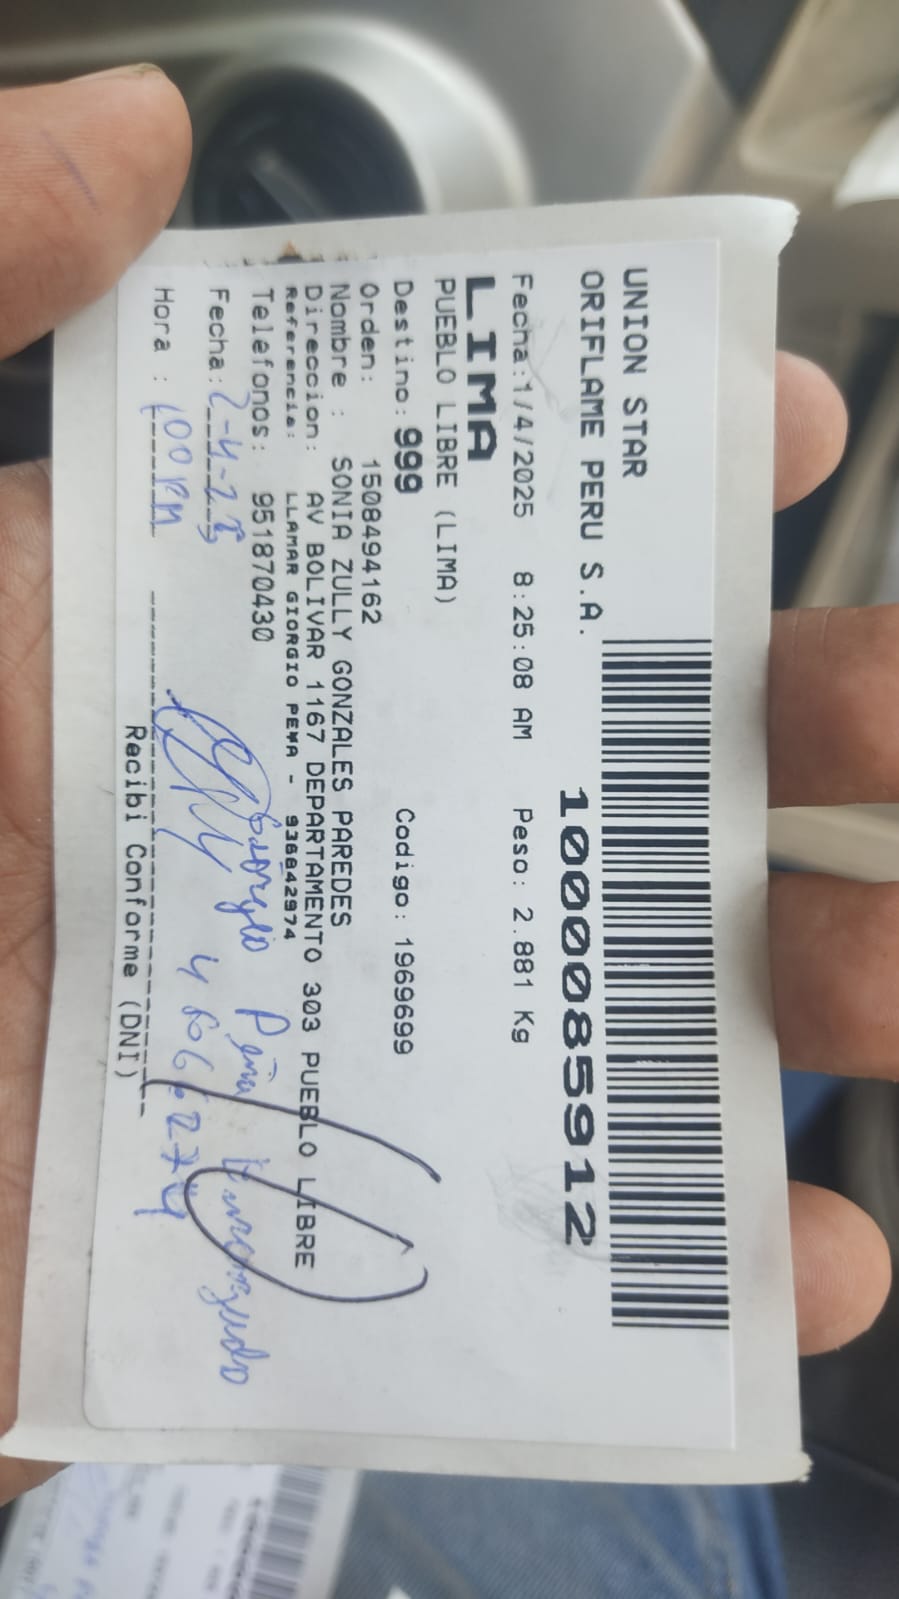 UNION STAR
ORIFLAME PERU S.A.
1000085912
Fecha:1/4/2025 8:25:08 AM Peso: 2.881 Kg
LIMA
PUEBLO LIBRE (LIMA)
Destino: 999 Codigo: 1969699
Orden: 1508494162
Nombre : SONIA ZULLY GONZALES PAREDES
Direccion: AV BOLIVAR 1167 DEPARTAMENTO 303 PUEBLO LIBRE
Referencia: LLAMAR GIORGIO PEÑA - 936842974
Telefonos: 951870430
Giorgio Peña
Fecha: 2-4-25
Hora : 1 00 PM
Recibi Conforme (DNI)